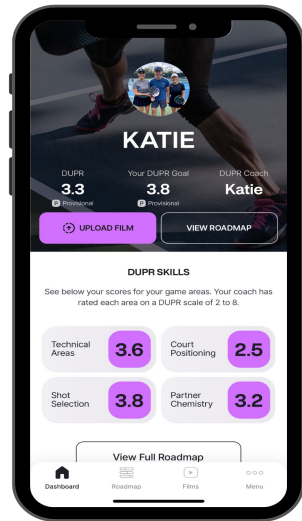 KATIE
DUPR
Your DUPR Goal
DUPR Coach
3.3
3.8
Katie
P Provisional
P Provisional
UPLOAD FILM
VIEW ROADMAP
DUPR SKILLS
See below your scores for your game areas. Your coach has
rated each area on a DUPR scale of 2 to 8.
Technical
Areas
3.6
Court
Positioning
2.5
Shot
Selection
3.8
Partner
Chemistry
3.2
View Full Roadmap
Dashboard
Roadmap
Films
Menu